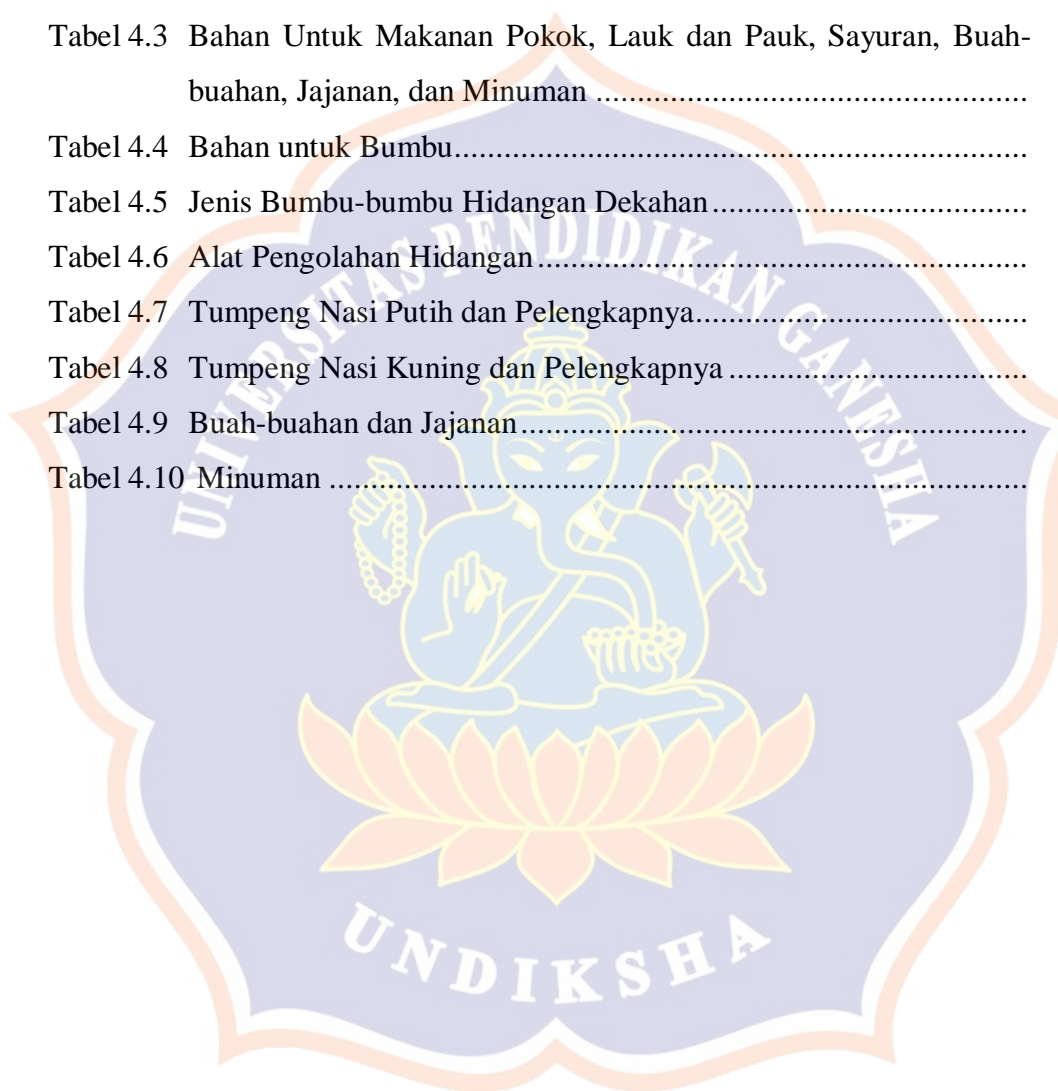 Tabel 4.3 Bahan Untuk Makanan Pokok, Lauk dan Pauk, Sayuran, Buah-
buahan, Jajanan, dan Minuman ....................................................
Tabel 4.4 Bahan untuk Bumbu.....................................................................
Tabel 4.5 Jenis Bumbu-bumbu Hidangan Dekahan ......................................
Tabel 4.6 Alat Pengolahan Hidangan ...........................................................
Tabel 4.7 Tumpeng Nasi Putih dan Pelengkapnya........................................
Tabel 4.8 Tumpeng Nasi Kuning dan Pelengkapnya ....................................
Tabel 4.9 Buah-buahan dan Jajanan .............................................................
Tabel 4.10 Minuman ....................................................................................
UNIVERSITAS PENDIDIKAN GANESHA
UNDIKSHA